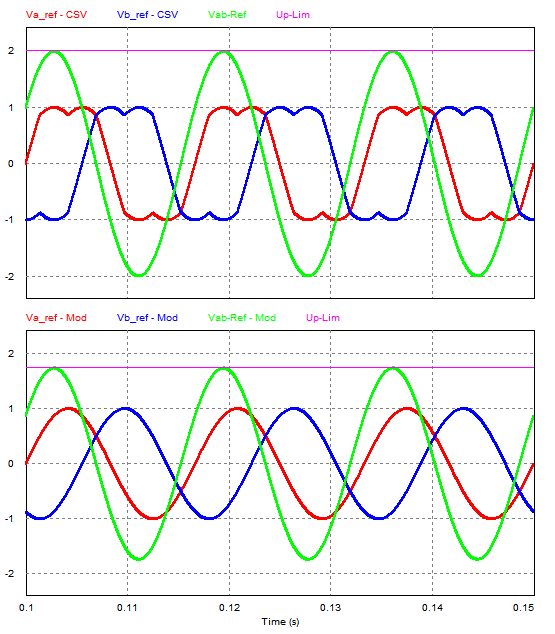 Va_ref - CSV Vb_ref - CSV Vab-Ref Up-Lim
2
1
0
-1
-2
Va_ref - Mod Vb_ref - Mod Vab-Ref - Mod Up-Lim
2
1
0
-1
-2
0.1 0.11 0.12 0.13 0.14 0.15
Time (s)